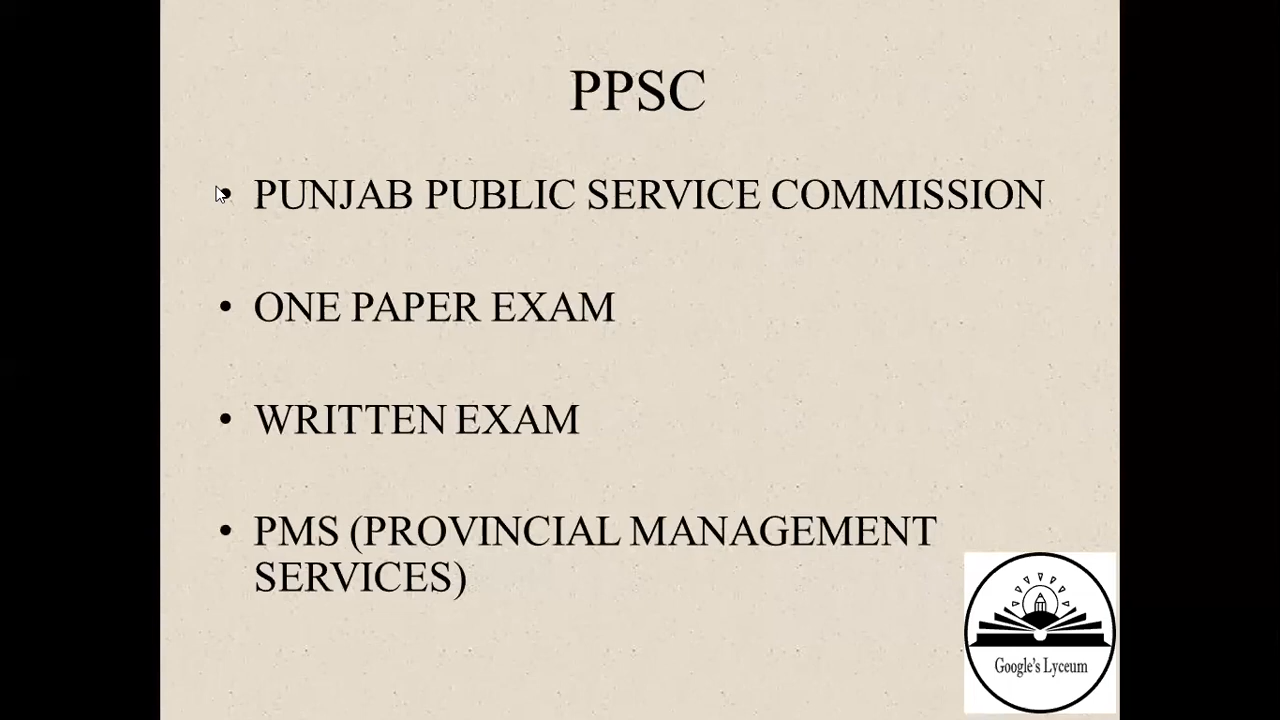 PPSC
• PUNJAB PUBLIC SERVICE COMMISSION
• ONE PAPER EXAM
• WRITTEN EXAM
• PMS (PROVINCIAL MANAGEMENT
SERVICES)
Google's Lyceum